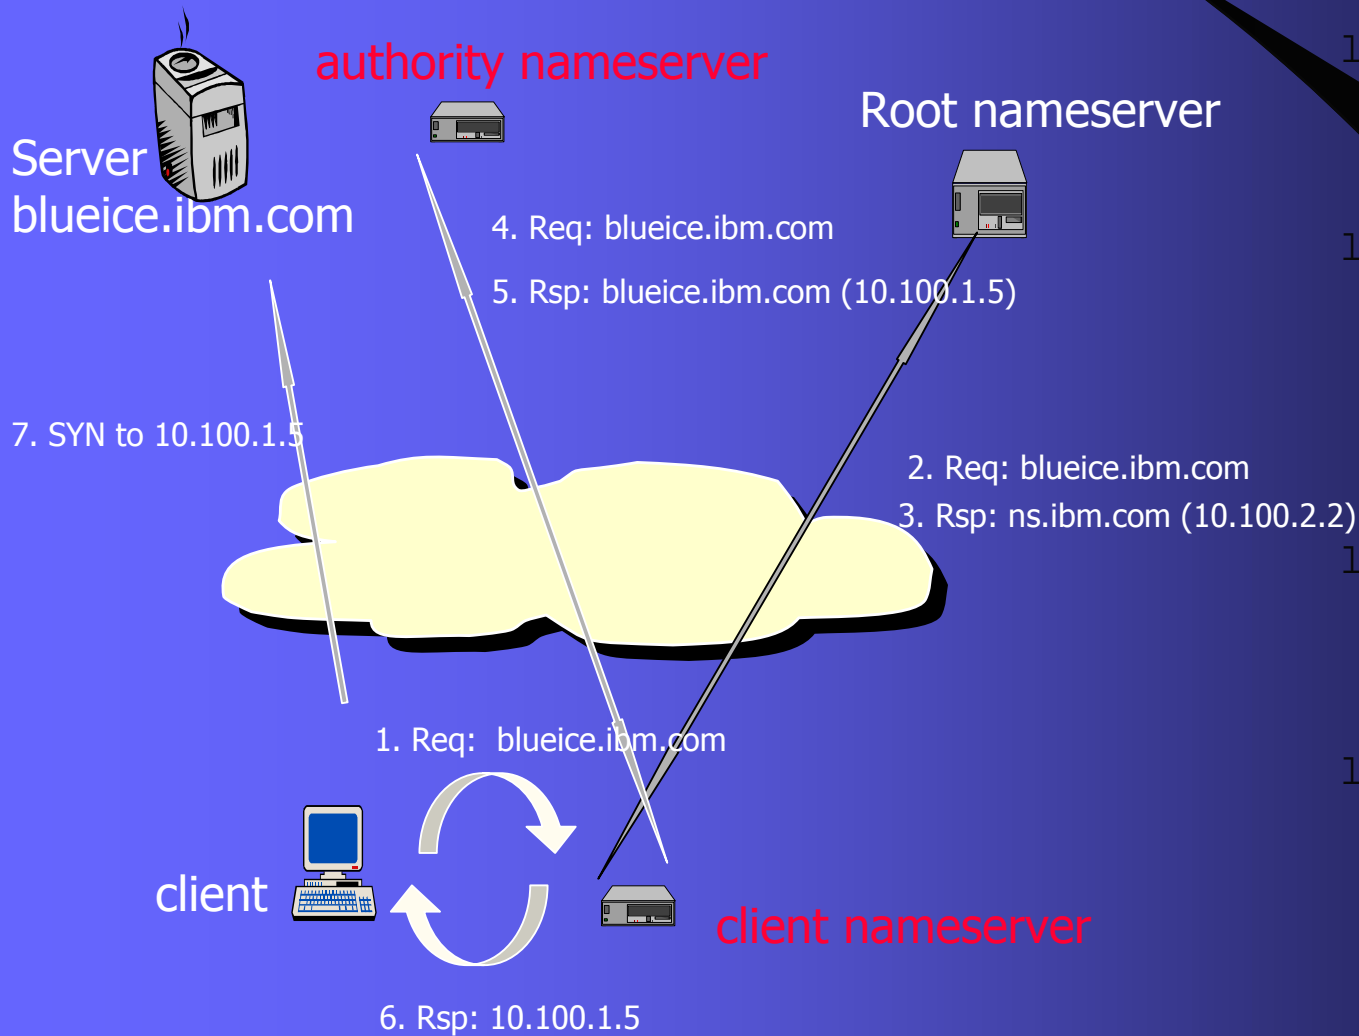 authority nameserver
Root nameserver
Server
blueice.ibm.com
4. Req: blueice.ibm.com
5. Rsp: blueice.ibm.com (10.100.1.5)
7. SYN to 10.100.1.5
2. Req: blueice.ibm.com
3. Rsp: ns.ibm.com (10.100.2.2)
1. Req: blueice.ibm.com
client
client nameserver
6. Rsp: 10.100.1.5
l
l
l
l